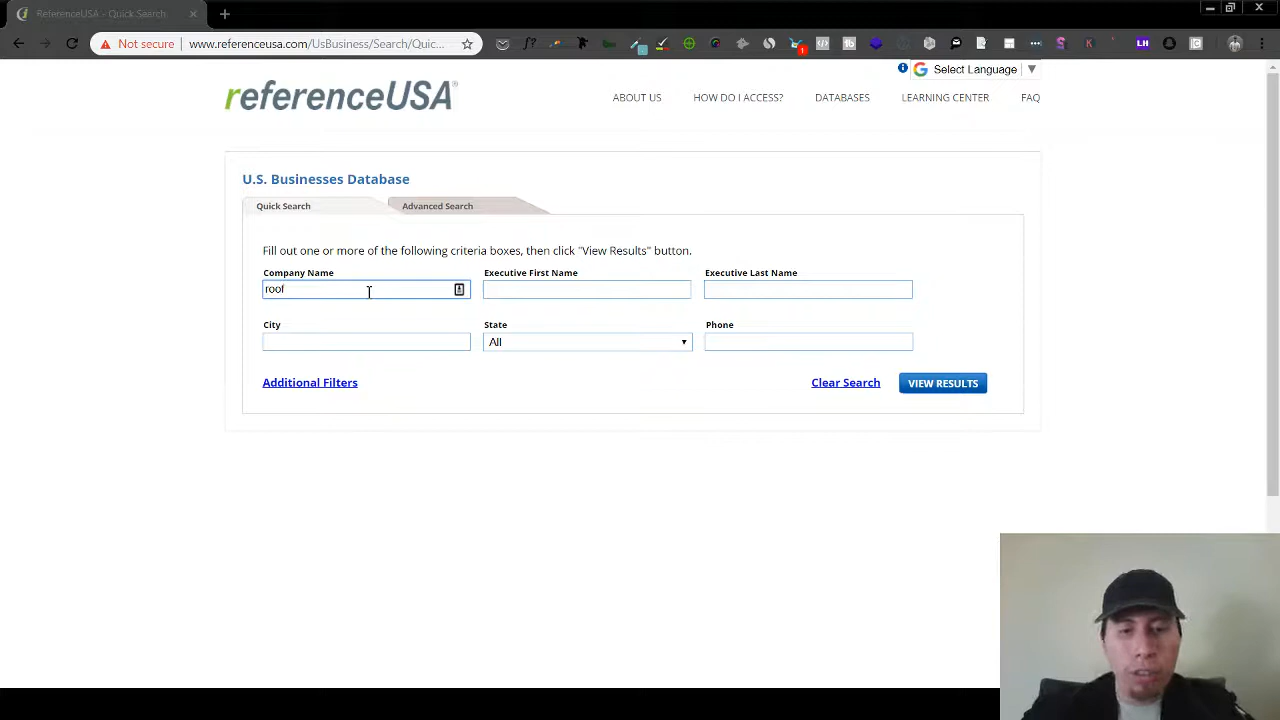 ReferenceUSA - Quick Search
Not secure
www.referenceusa.com/UsBusiness/Search/Quic...
1
LH
Select Language
referenceUSA
ABOUT US
HOW DO I ACCESS?
DATABASES
LEARNING CENTER
FAQ
U.S. Businesses Database
Quick Search
Advanced Search
Fill out one or more of the following criteria boxes, then click "View Results" button.
Company Name
Executive First Name
Executive Last Name
roof
City
State
Phone
All
Additional Filters
Clear Search
VIEW RESULTS